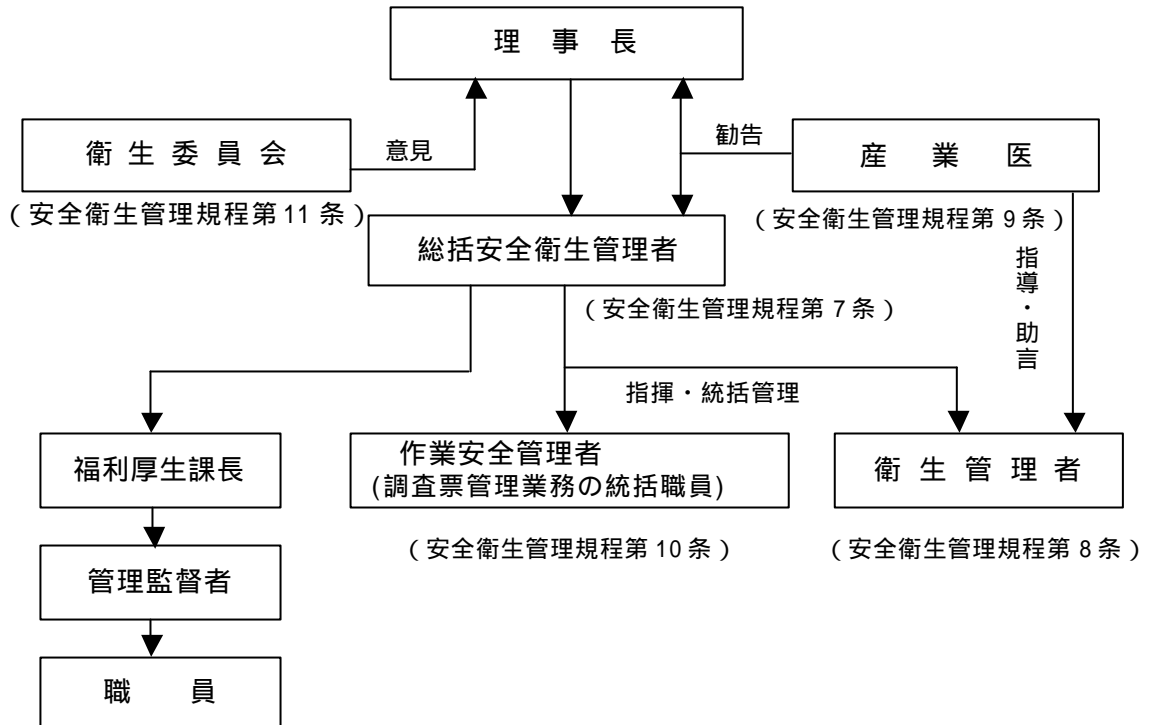 理事長
衛生委員会
意見
勧告
産業医
（安全衛生管理規程第11条）
（安全衛生管理規程第9条）
総括安全衛生管理者
（安全衛生管理規程第7条）
指導・助言
指揮・統括管理
福利厚生課長
作業安全管理者
(調査票管理業務の統括職員)
衛生管理者
（安全衛生管理規程第10条）
（安全衛生管理規程第8条）
管理監督者
職員